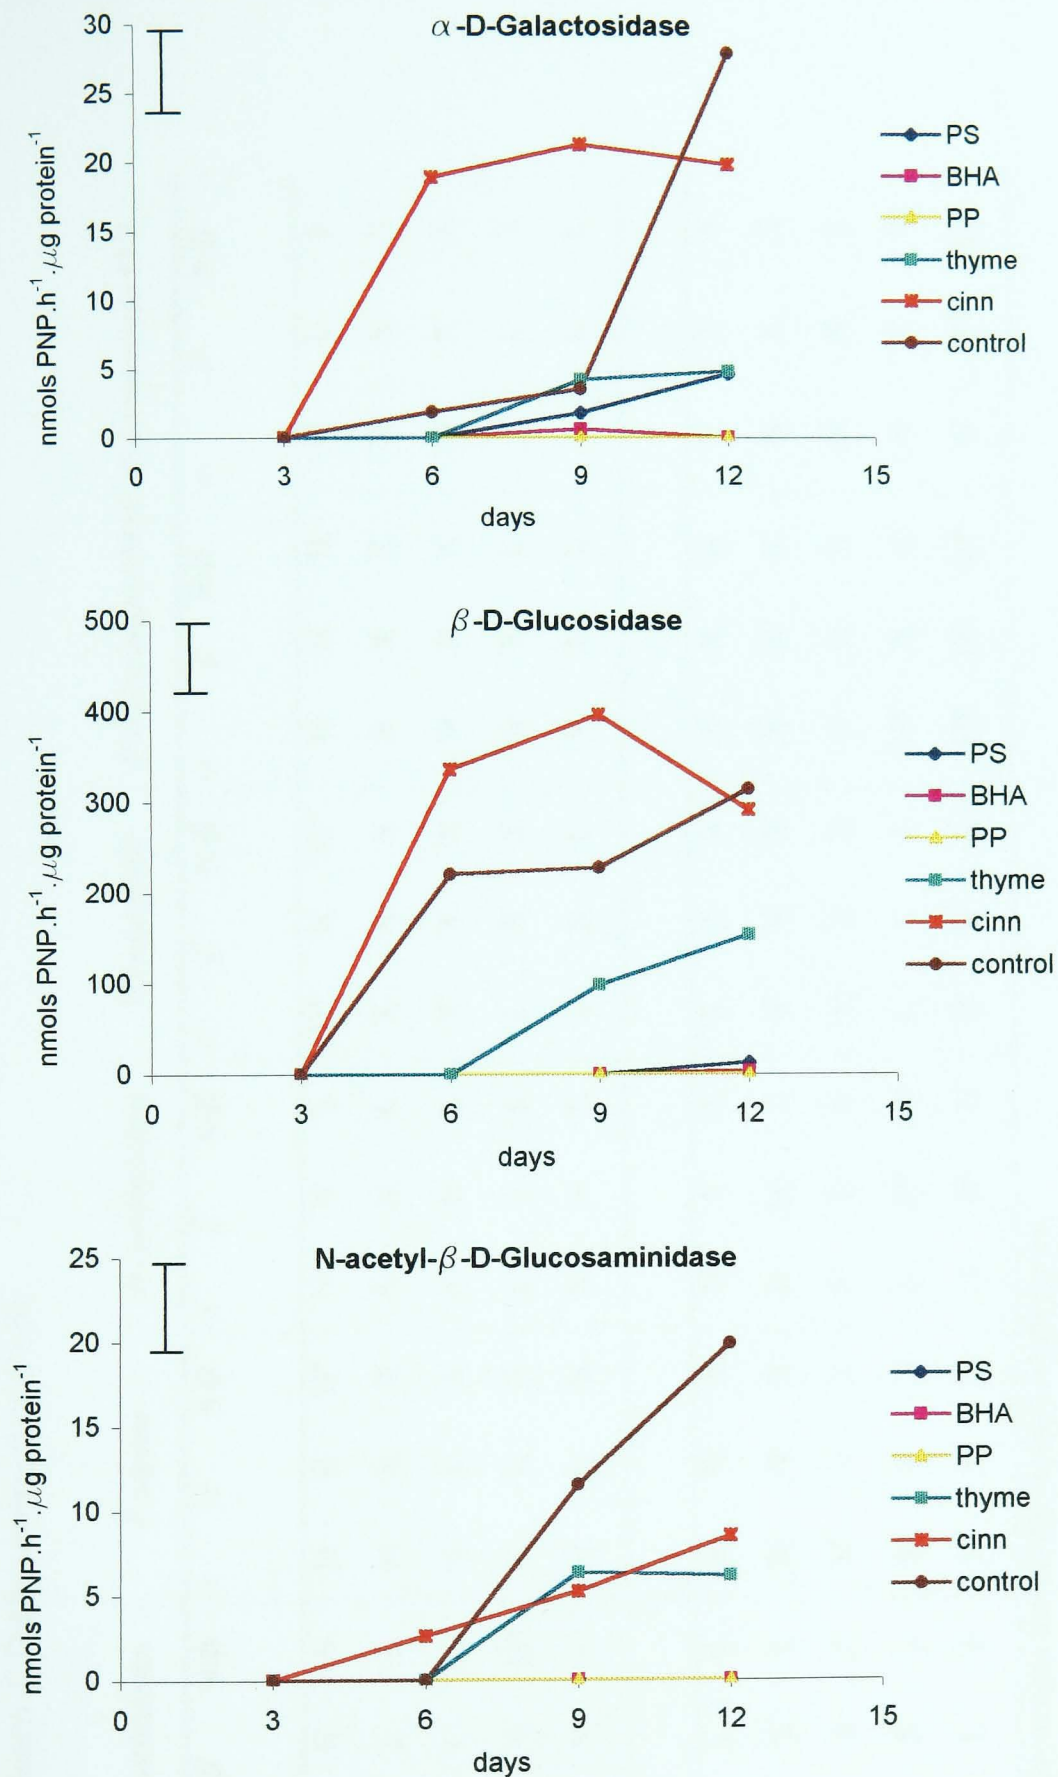 α-D-Galactosidase
30
25
20
15
10
5
0
nmols PNP.h⁻¹.μg protein⁻¹
0 3 6 9 12 15
days
PS
BHA
PP
thyme
cinn
control
β-D-Glucosidase
500
400
300
200
100
0
nmols PNP.h⁻¹.μg protein⁻¹
0 3 6 9 12 15
days
PS
BHA
PP
thyme
cinn
control
N-acetyl-β-D-Glucosaminidase
25
20
15
10
5
0
nmols PNP.h⁻¹.μg protein⁻¹
0 3 6 9 12 15
days
PS
BHA
PP
thyme
cinn
control